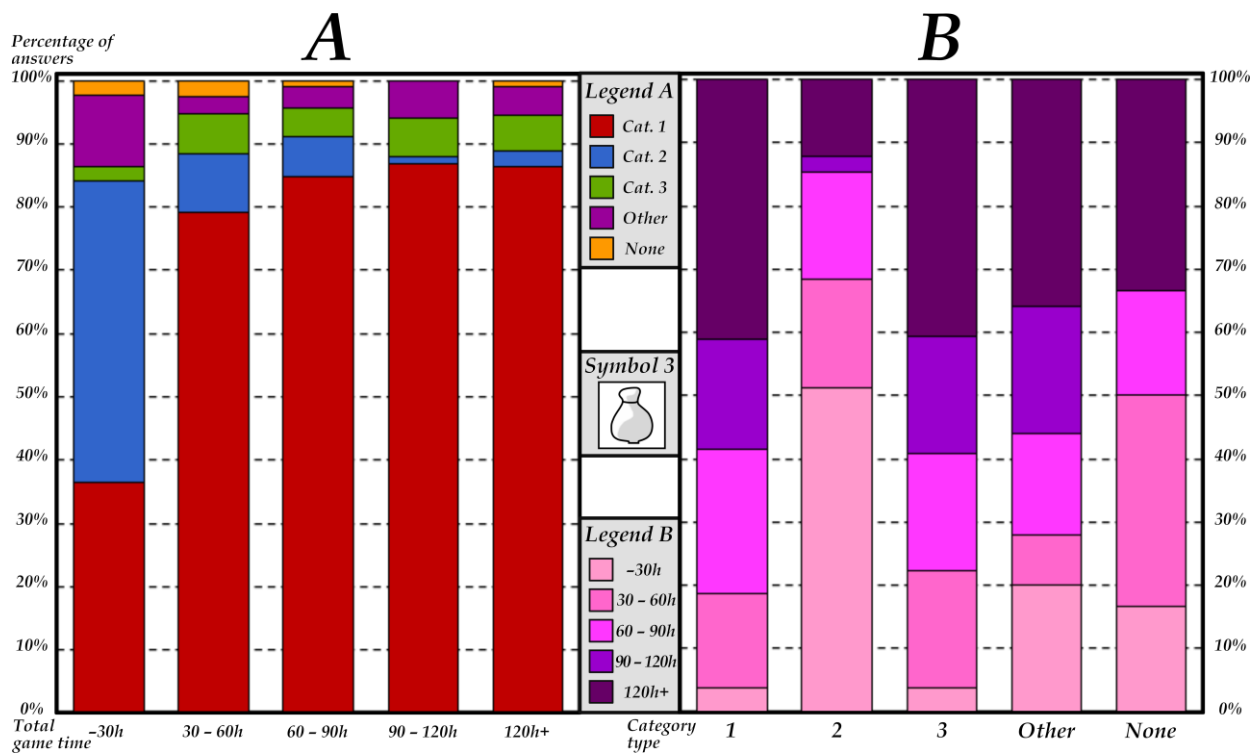 A
B
Percentage of
answers
100%
90%
80%
70%
60%
50%
40%
30%
20%
10%
0%
Legend A
Cat. 1
Cat. 2
Cat. 3
Other
None
Symbol 3
Legend B
–30h
30 – 60h
60 – 90h
90 – 120h
120h+
100%
90%
80%
70%
60%
50%
40%
30%
20%
10%
0%
Total
game time
–30h
30 – 60h
60 – 90h
90 – 120h
120h+
Category
type
1
2
3
Other
None